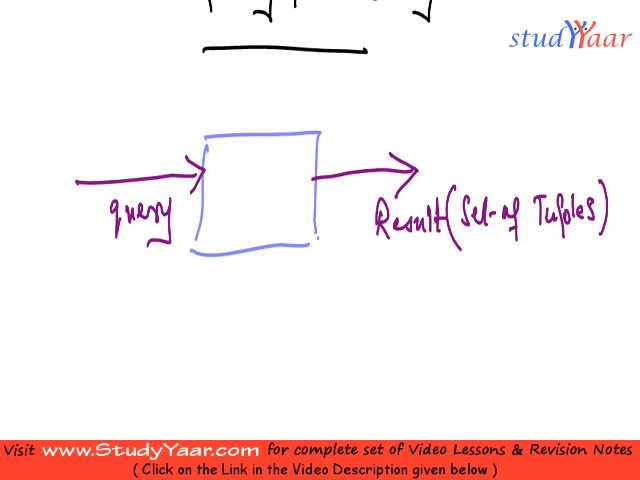 studYYaar
query
Result (Set of Tuples)
Visit www.StudyYaar.com for complete set of Video Lessons & Revision Notes
( Click on the Link in the Video Description given below )